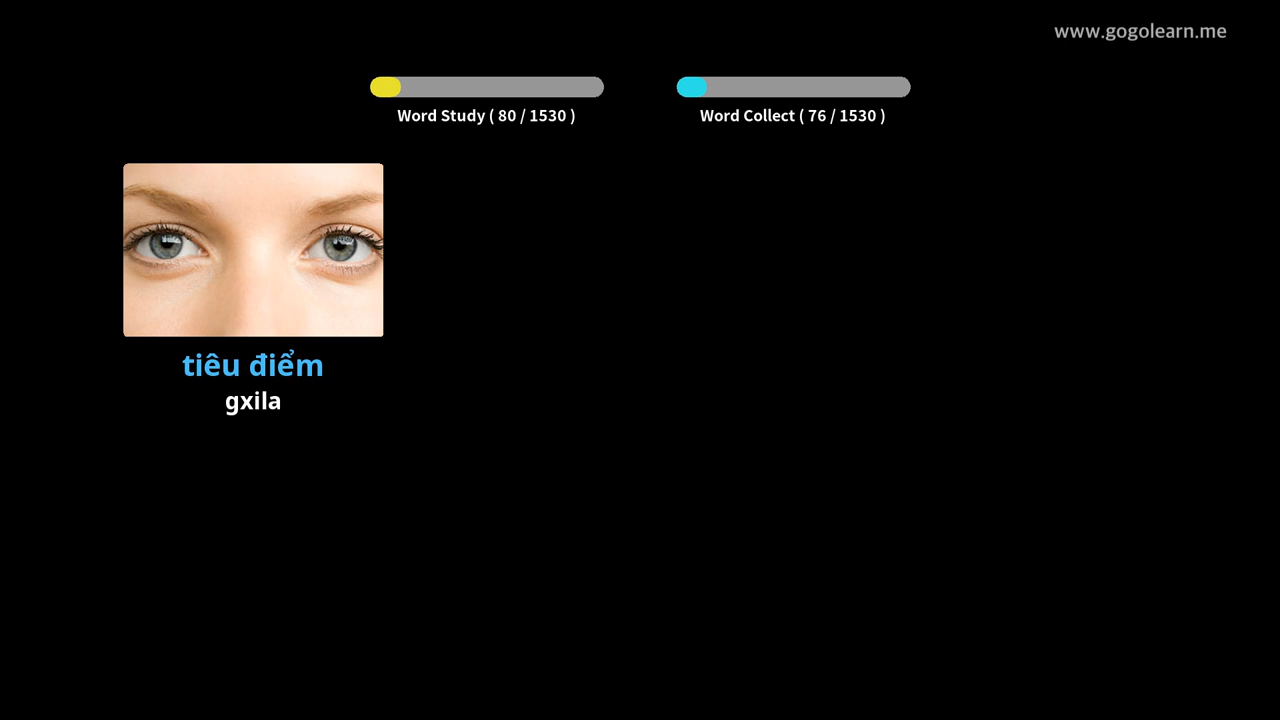 www.gogolearn.me
Word Study ( 80 / 1530 )
Word Collect ( 76 / 1530 )
tiêu điểm
gxila